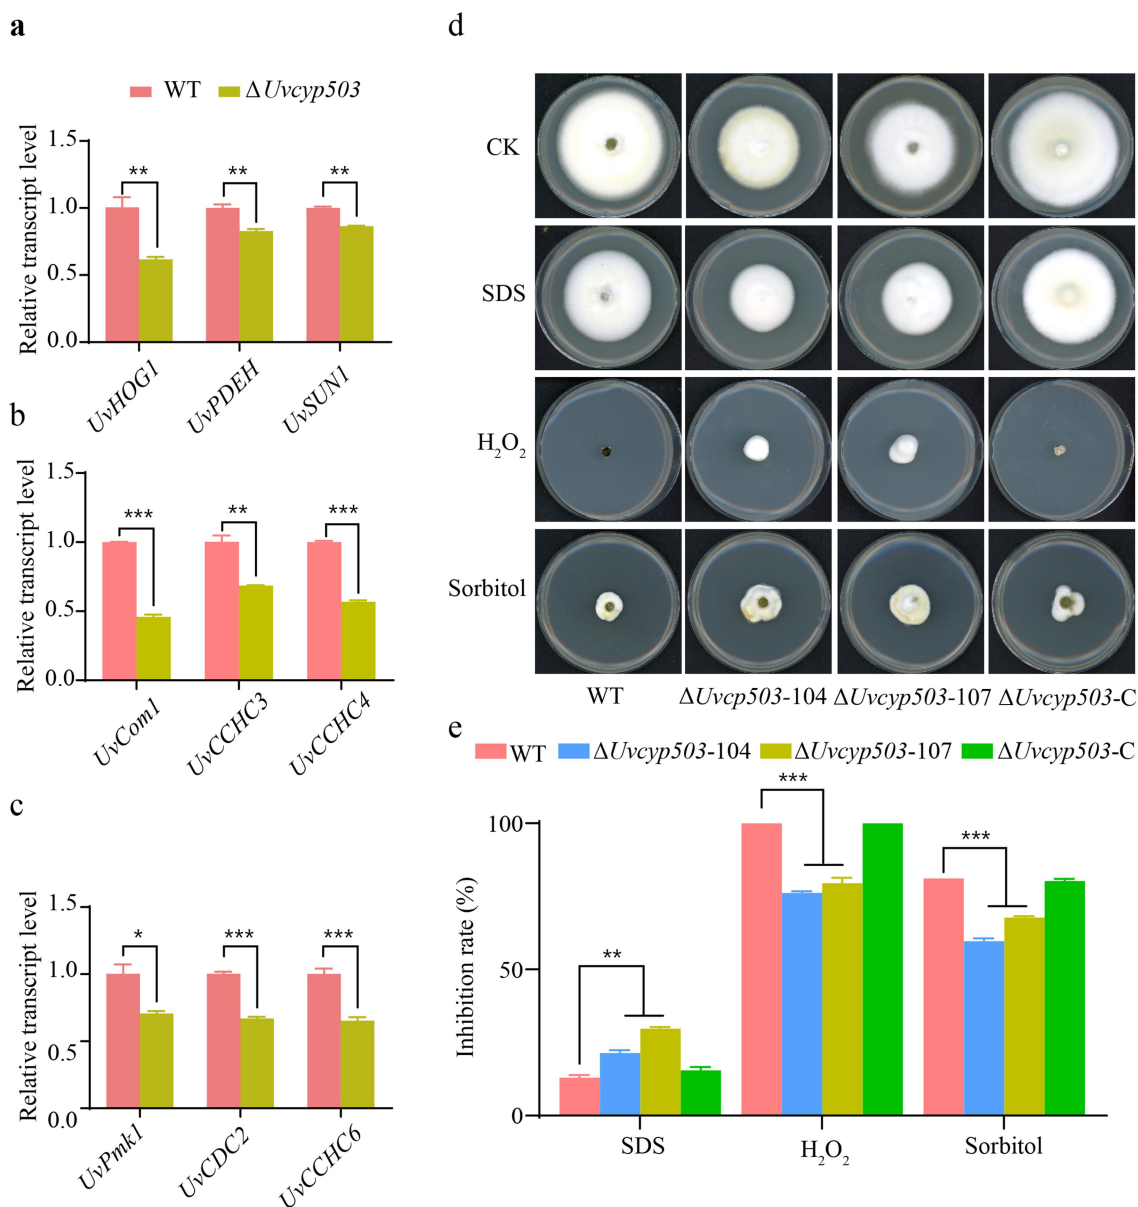 a
WT ΔUvcyp503
Relative transcript level
1.5
1.0
0.5
0.0
** ** **
UvHOG1 UvPDEH UvSUN1
b
Relative transcript level
1.5
1.0
0.5
0.0
*** ** ***
UvCom1 UvCCHC3 UvCCHC4
c
Relative transcript level
1.5
1.0
0.5
0.0
* *** ***
UvPmk1 UvCDC2 UvCCHC6
d
CK
SDS
H₂O₂
Sorbitol
WT ΔUvcp503-104 ΔUvcyp503-107 ΔUvcyp503-C
e
WT ΔUvcyp503-104 ΔUvcyp503-107 ΔUvcyp503-C
Inhibition rate (%)
100
50
0
** *** ***
SDS H₂O₂ Sorbitol